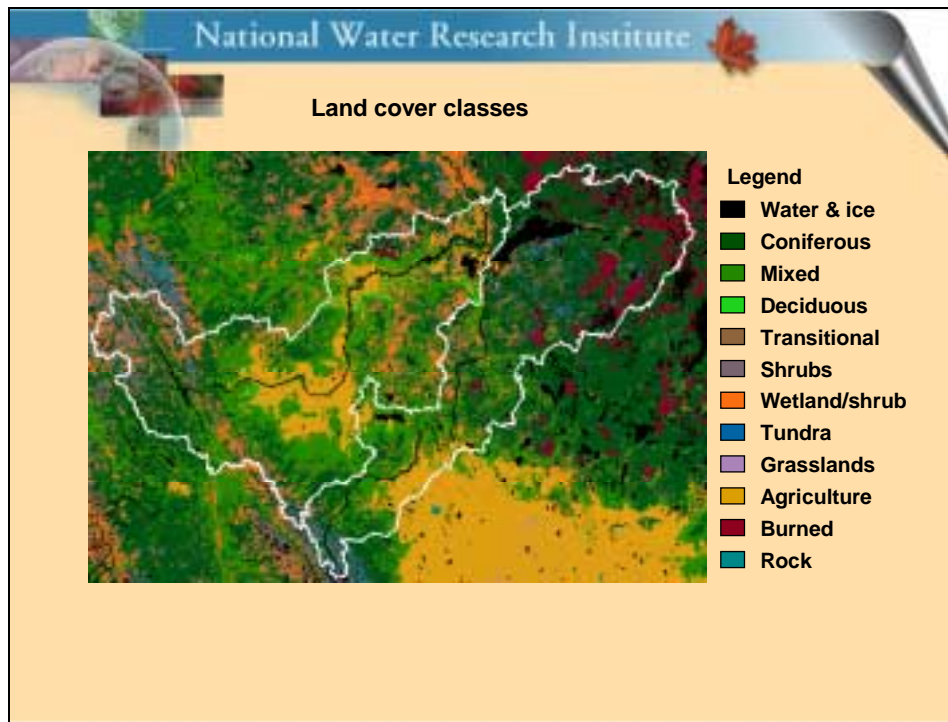 National Water Research Institute
Land cover classes
Legend
Water & ice
Coniferous
Mixed
Deciduous
Transitional
Shrubs
Wetland/shrub
Tundra
Grasslands
Agriculture
Burned
Rock